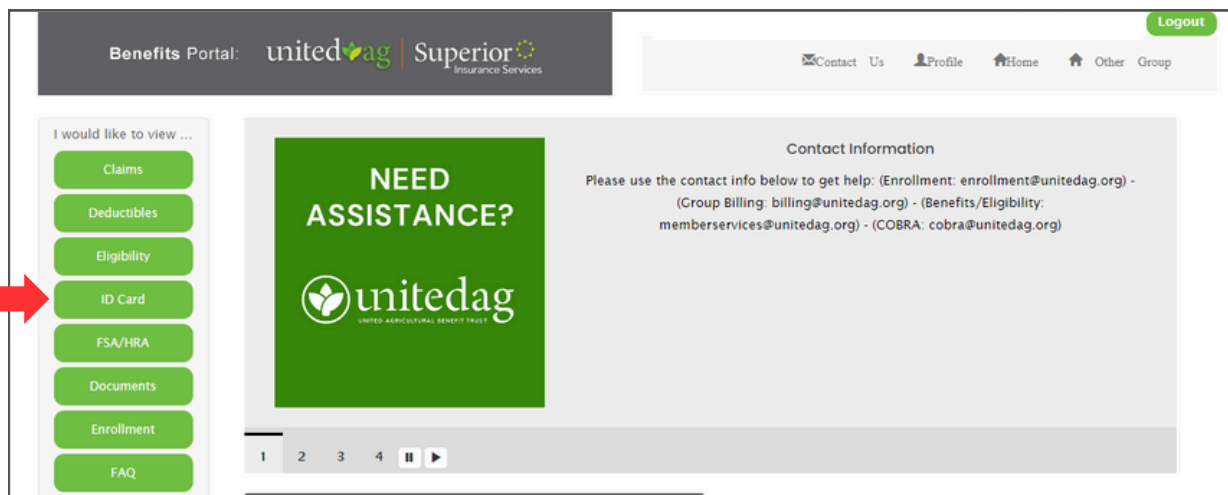 Logout
Benefits Portal: unitedag | Superior
Insurance Services
Contact Us Profile Home Other Group
I would like to view ...
Claims
Deductibles
Eligibility
ID Card
FSA/HRA
Documents
Enrollment
FAQ
NEED
ASSISTANCE?
unitedag
UNITED AGRICULTURAL BENEFIT TRUST
Contact Information
Please use the contact info below to get help: (Enrollment: enrollment@unitedag.org) -
(Group Billing: billing@unitedag.org) - (Benefits/Eligibility:
memberservices@unitedag.org) - (COBRA: cobra@unitedag.org)
1 2 3 4